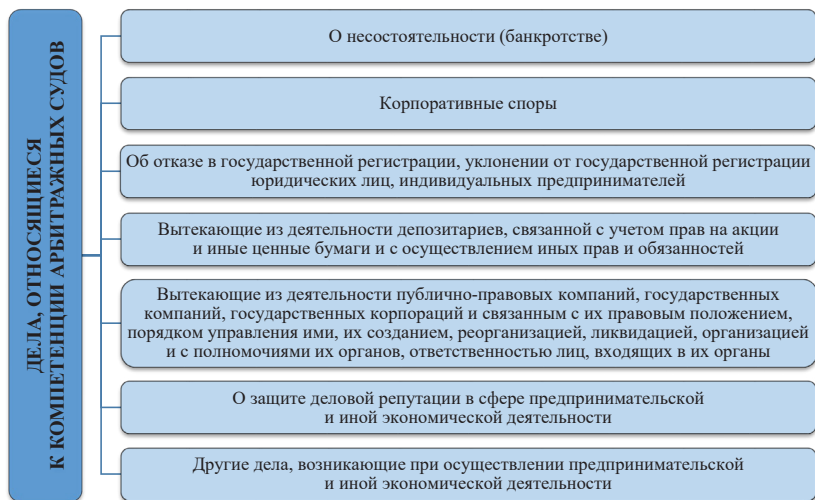 ДЕЛА, ОТНОСЯЩИЕСЯ
К КОМПЕТЕНЦИИ АРБИТРАЖНЫХ СУДОВ
О несостоятельности (банкротстве)
Корпоративные споры
Об отказе в государственной регистрации, уклонении от государственной регистрации
юридических лиц, индивидуальных предпринимателей
Вытекающие из деятельности депозитариев, связанной с учетом прав на акции
и иные ценные бумаги и с осуществлением иных прав и обязанностей
Вытекающие из деятельности публично-правовых компаний, государственных
компаний, государственных корпораций и связанным с их правовым положением,
порядком управления ими, их созданием, реорганизацией, ликвидацией, организацией
и с полномочиями их органов, ответственностью лиц, входящих в их органы
О защите деловой репутации в сфере предпринимательской
и иной экономической деятельности
Другие дела, возникающие при осуществлении предпринимательской
и иной экономической деятельности